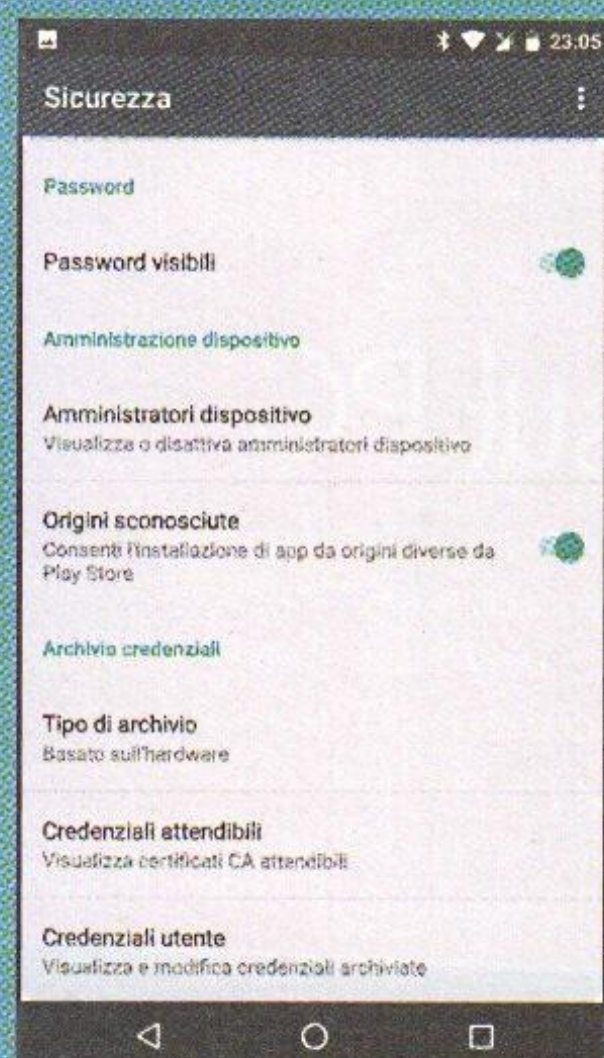 23.05
Sicurezza
Password
Password visibili
Amministrazione dispositivo
Amministratori dispositivo
Visualizza o disattiva amministratori dispositivo
Origini sconosciute
Consenti l'installazione di app da origini diverse da
Play Store
Archivio credenziali
Tipo di archivio
Basato sull'hardware
Credenziali attendibili
Visualizza certificati CA attendibili
Credenziali utente
Visualizza e modifica credenziali archiviate